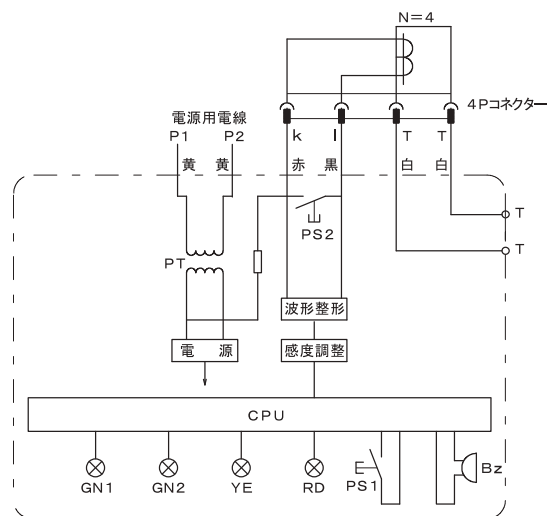 N=4
4Pコネクター
電源用電線
P1 P2 k l T T
黄 黄 赤 黒 白 白
T
PS2
T
PT
波形整形
電 源 感度調整
CPU
GN1 GN2 YE RD PS1 Bz